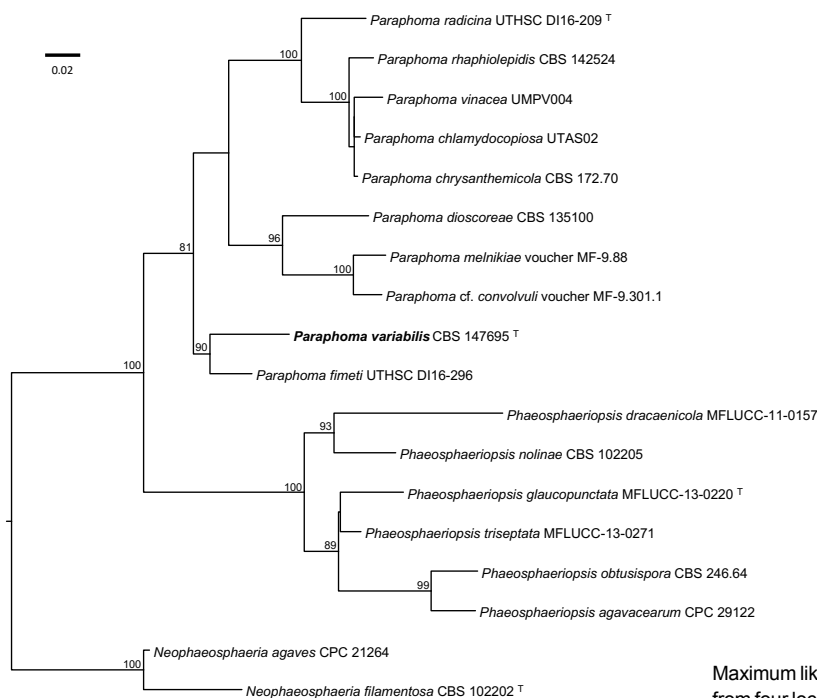 Paraphoma radicina UTHSC DI16-209 T
100
0.02
Paraphoma rhaphiolepidis CBS 142524
100
Paraphoma vinacea UMPV004
Paraphoma chlamydocopiosa UTAS02
Paraphoma chrysanthemicola CBS 172.70
Paraphoma dioscoreae CBS 135100
96
81
Paraphoma melnikiae voucher MF-9.88
100
Paraphoma cf. convolvuli voucher MF-9.301.1
Paraphoma variabilis CBS 147695 T
90
100
Paraphoma fimeti UTHSC DI16-296
Phaeosphaeriopsis dracaenicola MFLUCC-11-0157
93
Phaeosphaeriopsis nolinae CBS 102205
100
Phaeosphaeriopsis glaucopunctata MFLUCC-13-0220 T
Phaeosphaeriopsis triseptata MFLUCC-13-0271
89
Phaeosphaeriopsis obtusispora CBS 246.64
99
Phaeosphaeriopsis agavacearum CPC 29122
Neophaeosphaeria agaves CPC 21264
100
Neophaeosphaeria filamentosa CBS 102202 T
Maximum lik